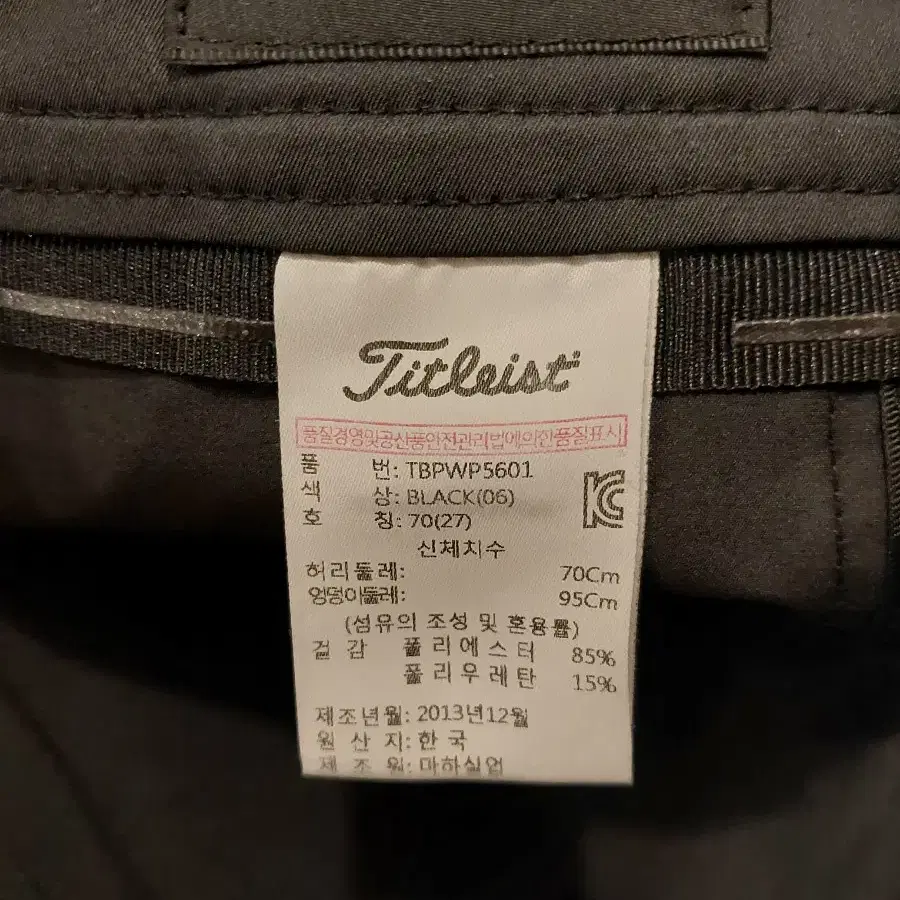 Titleist
품질경영및공산품안전관리법에의한품질표시
품 번: TBPWP5601
색 상: BLACK(06)
호 칭: 70(27)
신체치수
허리둘레: 70Cm
엉덩이둘레: 95Cm
(섬유의 조성 및 혼용률)
겉 감 폴리에스터 85%
폴리우레탄 15%
제조년월: 2013년12월
원 산 지: 한 국
제 조 원: 마하실업